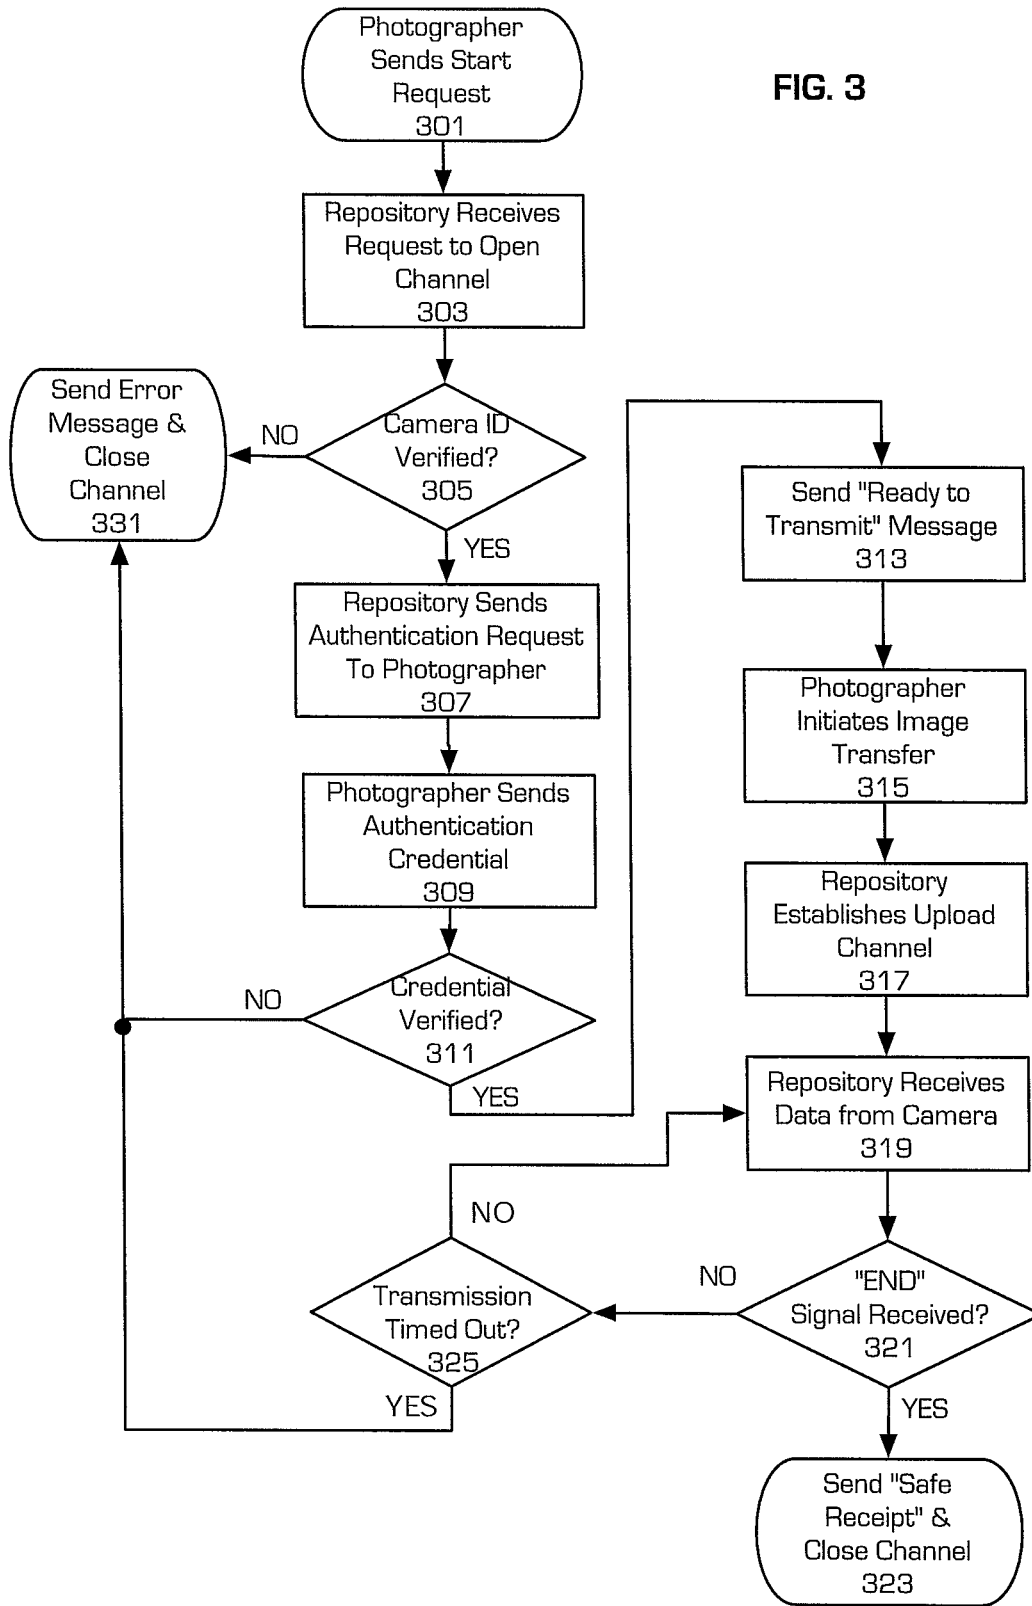 Photographer
Sends Start
Request
301
FIG. 3
Repository Receives
Request to Open
Channel
303
Send Error
Message &
Close
Channel
331
NO
Camera ID
Verified?
305
YES
Repository Sends
Authentication Request
To Photographer
307
Photographer Sends
Authentication
Credential
309
NO
Credential
Verified?
311
YES
Send "Ready to
Transmit" Message
313
Photographer
Initiates Image
Transfer
315
Repository
Establishes Upload
Channel
317
Repository Receives
Data from Camera
319
"END"
Signal Received?
321
NO
YES
Transmission
Timed Out?
325
NO
YES
Send "Safe
Receipt" &
Close Channel
323